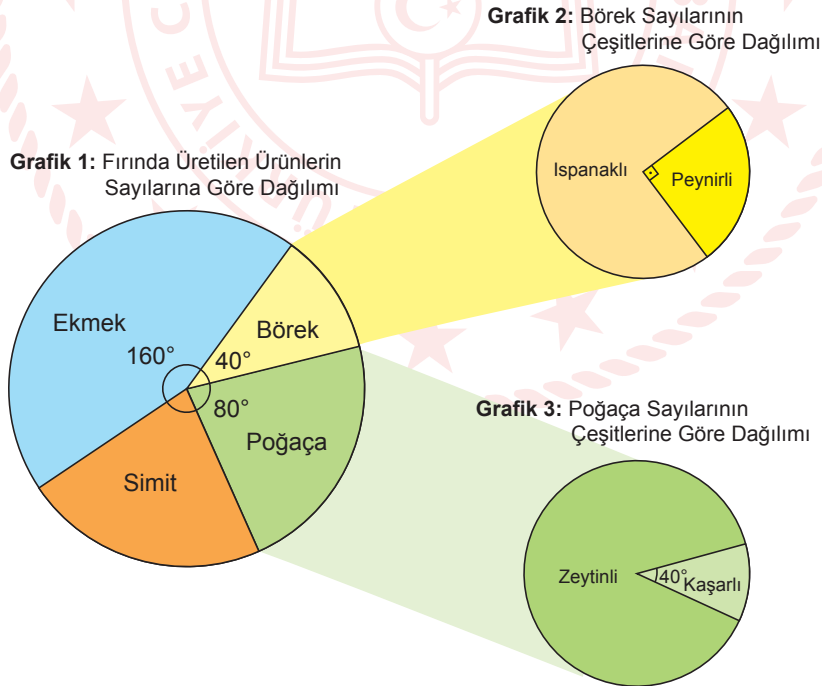 Grafik 2: Börek Sayılarının
Çeşitlerine Göre Dağılımı
Ispanaklı
Peynirli
Grafik 1: Fırında Üretilen Ürünlerin
Sayılarına Göre Dağılımı
Ekmek
160°
Börek
40°
80°
Poğaça
Simit
Grafik 3: Poğaça Sayılarının
Çeşitlerine Göre Dağılımı
Zeytinli
40°
Kaşarlı